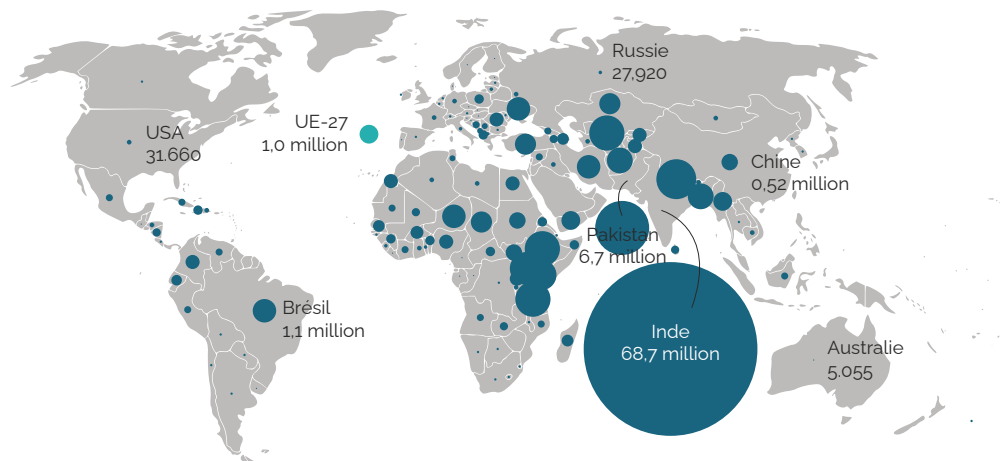 Russie
27,920
USA
31.660
UE-27
1,0 million
Chine
0,52 million
Pakistan
6,7 million
Brésil
1,1 million
Inde
68,7 million
Australie
5.055